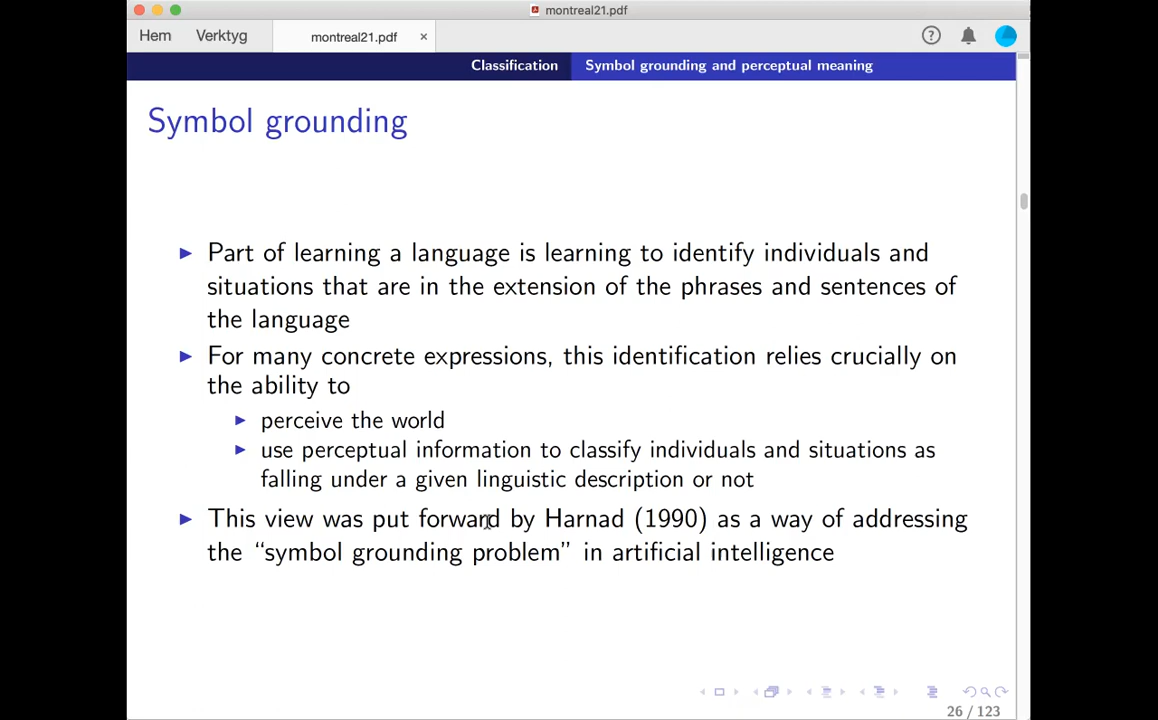 montreal21.pdf
Hem Verktyg montreal21.pdf × ?
Classification Symbol grounding and perceptual meaning
Symbol grounding
Part of learning a language is learning to identify individuals and
situations that are in the extension of the phrases and sentences of
the language
For many concrete expressions, this identification relies crucially on
the ability to
perceive the world
use perceptual information to classify individuals and situations as
falling under a given linguistic description or not
This view was put forward by Harnad (1990) as a way of addressing
the “symbol grounding problem” in artificial intelligence
26 / 123